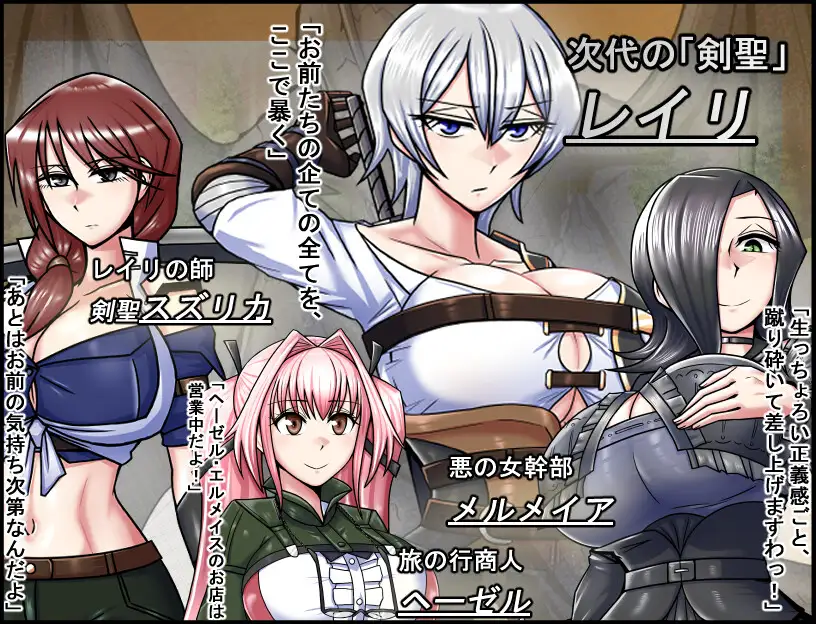 次代の「剣聖」
レイリ
「お前たちの企ての全てを、
ここで暴く」
レイリの師
剣聖スズリカ
「あとはお前の気持ち次第なんだよ」
「ヘーゼル・エルメイスのお店は
営業中だよ!」
旅の行商人
ヘーゼル
悪の女幹部
メルメイア
「生っちょろい正義感ごと、
蹴り砕いて差し上げますわっ!」